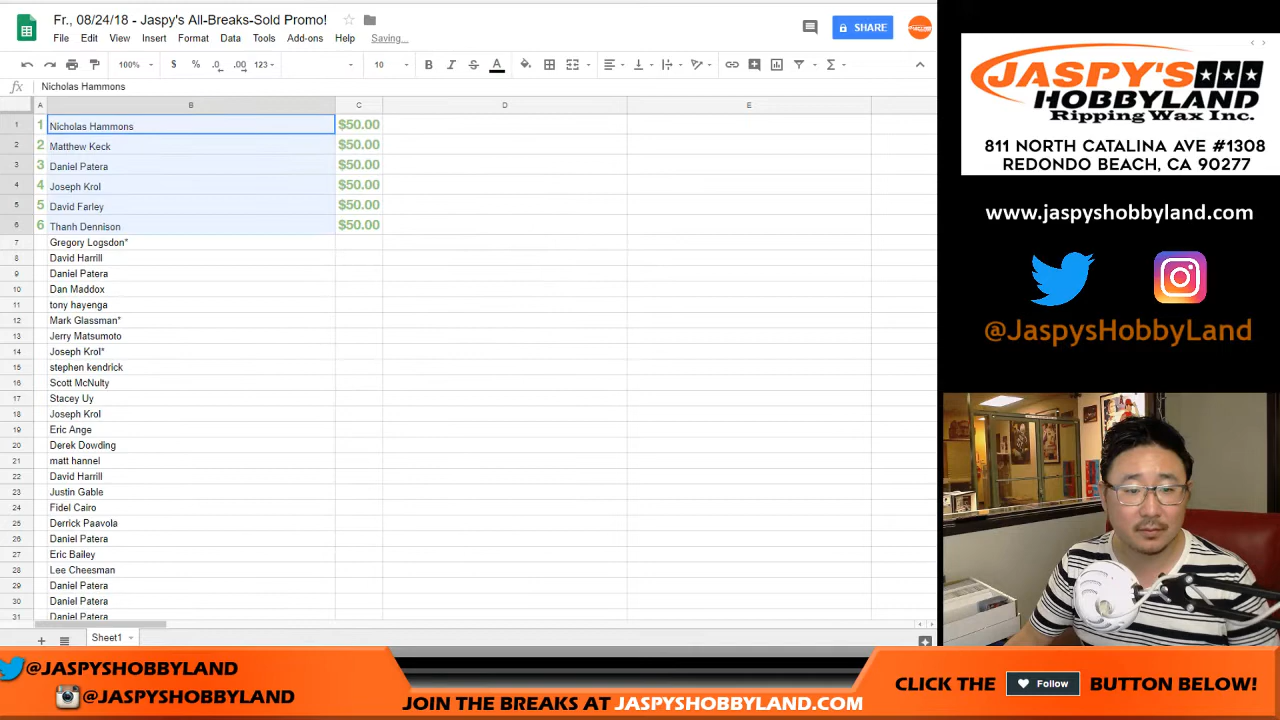 Fr., 08/24/18 - Jaspy's All-Breaks-Sold Promo!
File Edit View Insert Format Data Tools Add-ons Help Saving...
SHARE
100% $ % .0 .00 123 10 B I S A
fx Nicholas Hammons
A B C D E
1 1 Nicholas Hammons $50.00
2 2 Matthew Keck $50.00
3 3 Daniel Patera $50.00
4 4 Joseph Krol $50.00
5 5 David Farley $50.00
6 6 Thanh Dennison $50.00
7 Gregory Logsdon*
8 David Harrill
9 Daniel Patera
10 Dan Maddox
11 tony hayenga
12 Mark Glassman*
13 Jerry Matsumoto
14 Joseph Krol*
15 stephen kendrick
16 Scott McNulty
17 Stacey Uy
18 Joseph Krol
19 Eric Ange
20 Derek Dowding
21 matt hannel
22 David Harrill
23 Justin Gable
24 Fidel Cairo
25 Derrick Paavola
26 Daniel Patera
27 Eric Bailey
28 Lee Cheesman
29 Daniel Patera
30 Daniel Patera
31 Daniel Patera
Sheet1
JASPY'S
HOBBYLAND
Ripping Wax Inc.
811 NORTH CATALINA AVE #1308
REDONDO BEACH, CA 90277
www.jaspyshobbyland.com
@JaspysHobbyLand
@JASPYSHOBBYLAND
@JASPYSHOBBYLAND
JOIN THE BREAKS AT JASPYSHOBBYLAND.COM
CLICK THE Follow BUTTON BELOW!